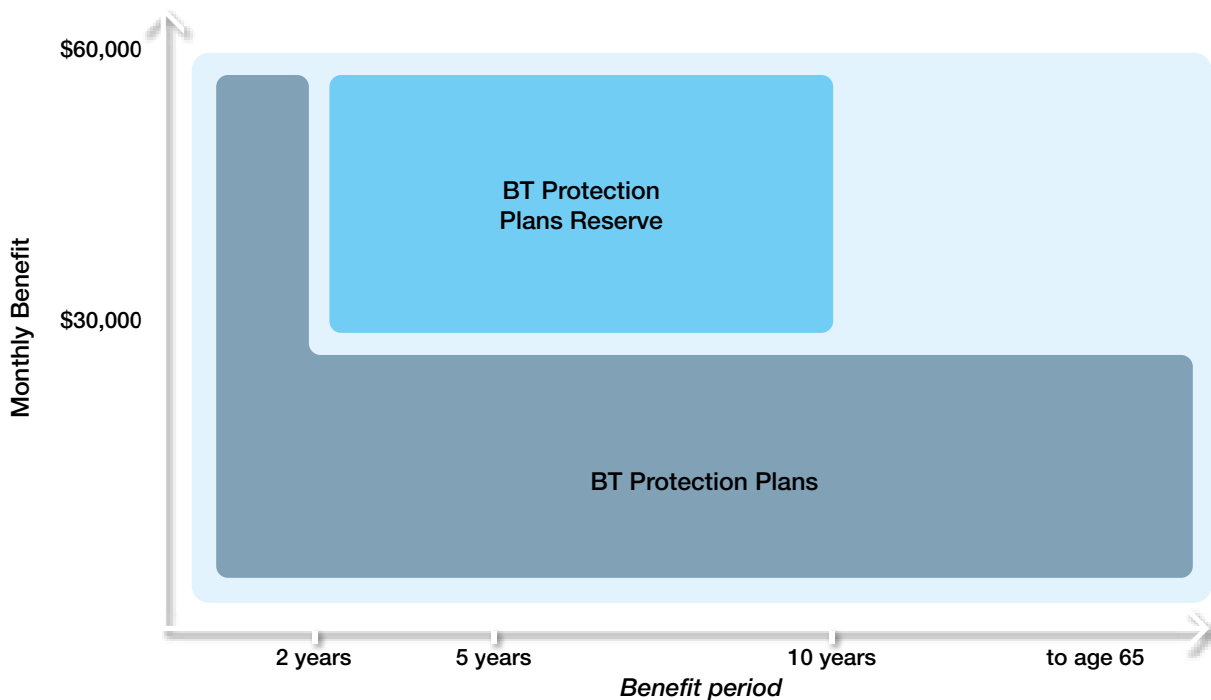 $60,000
BT Protection
Plans Reserve
$30,000
Monthly Benefit
BT Protection Plans
2 years
5 years
10 years
to age 65
Benefit period